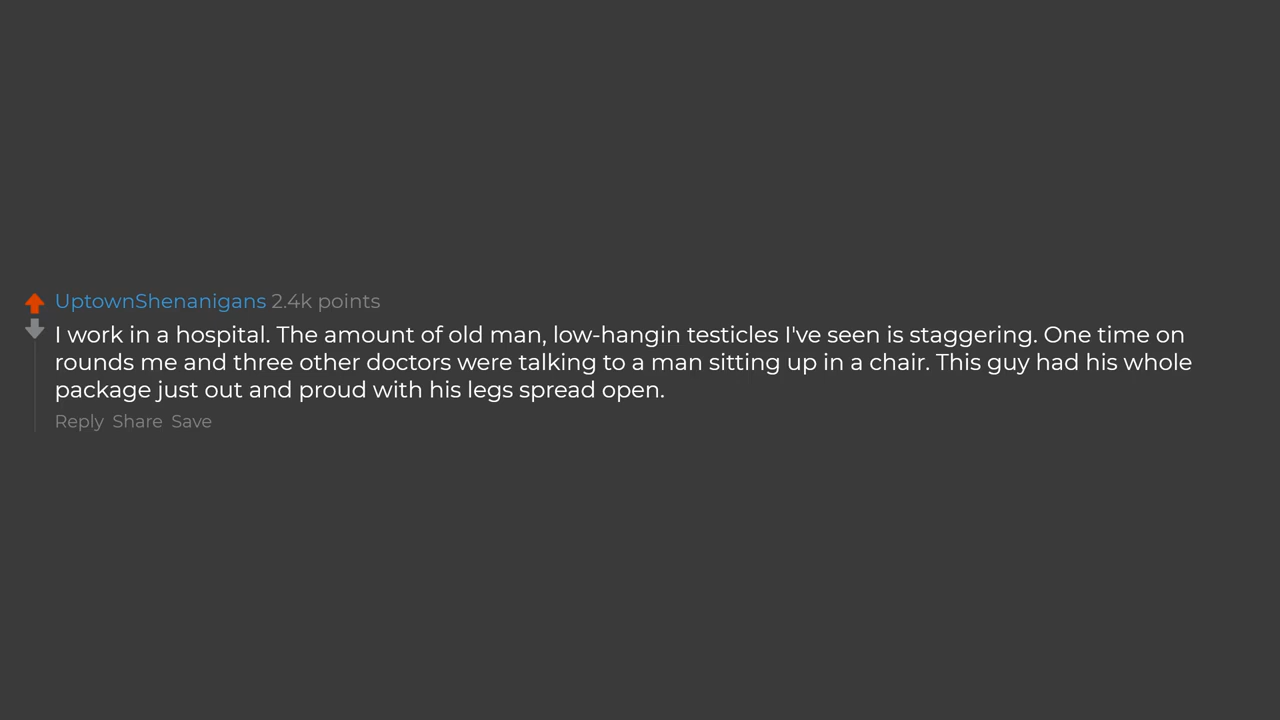 UptownShenanigans 2.4k points
I work in a hospital. The amount of old man, low-hangin testicles I've seen is staggering. One time on
rounds me and three other doctors were talking to a man sitting up in a chair. This guy had his whole
package just out and proud with his legs spread open.
Reply Share Save